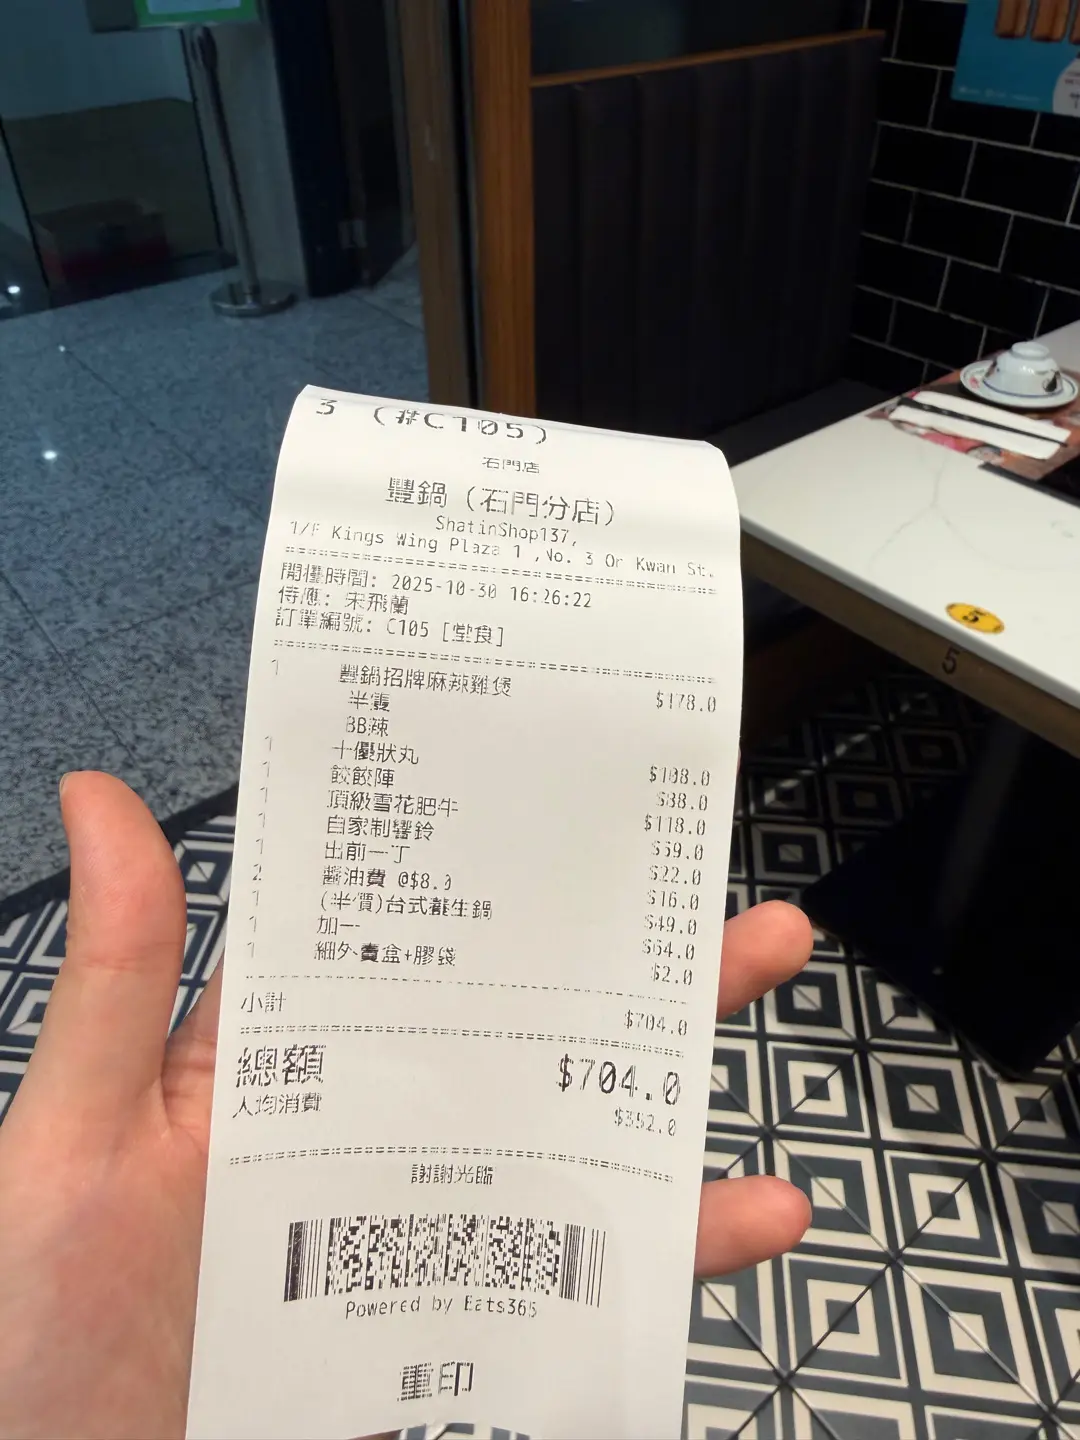 3 (#C105)
石門店
豐鍋 (石門分店)
ShatinShop137,
1/F Kings Wing Plaza 1 ,No. 3 On Kwan St.
開檯時間: 2025-10-30 16:26:22
侍應: 宋飛蘭
訂單編號: C105 [堂食]
1 豐鍋招牌麻辣雞煲 $178.0
半隻
BB辣
1 十優狀丸 $108.0
1 餃餃陣 $88.0
1 頂級雪花肥牛 $118.0
1 自家制響鈴 $59.0
1 出前一丁 $22.0
2 醬油費 @$8.0 $16.0
1 (半價)台式養生鍋 $49.0
1 加一 $64.0
1 細外賣盒+膠袋 $2.0
小計 $704.0
總額 $704.0
人均消費 $352.0
謝謝光臨
Powered by Eats365
重印
5
5